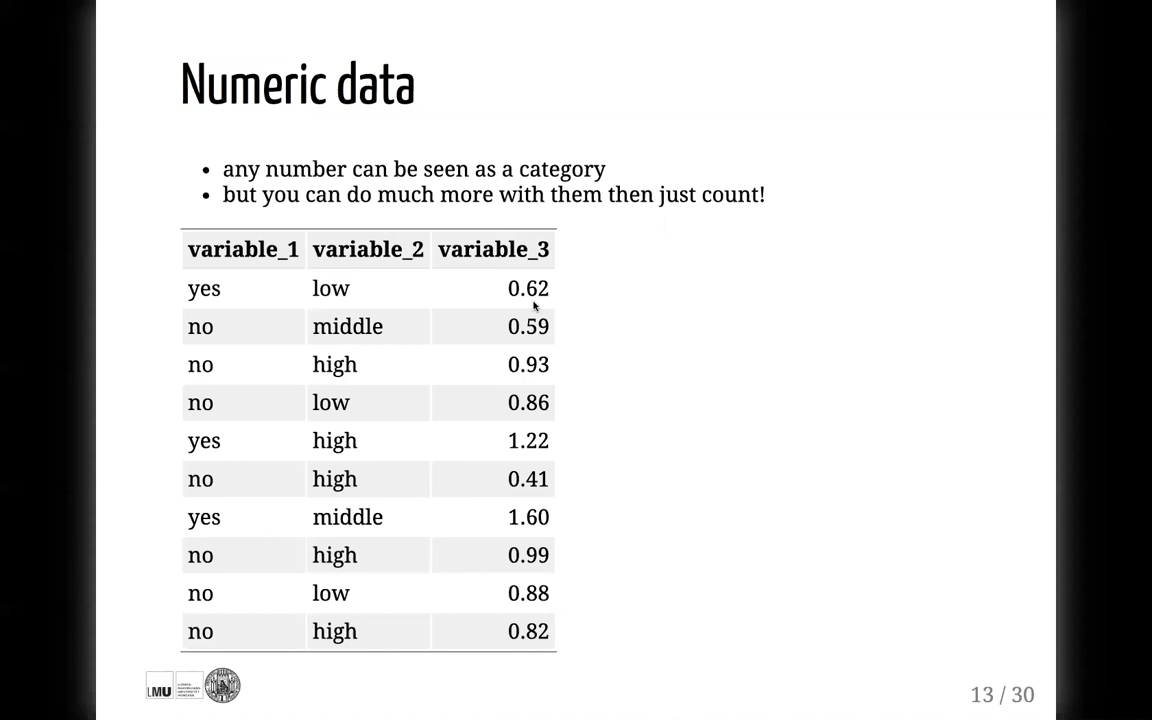 Numeric data
• any number can be seen as a category
• but you can do much more with them then just count!
variable_1 variable_2 variable_3
yes low 0.62
no middle 0.59
no high 0.93
no low 0.86
yes high 1.22
no high 0.41
yes middle 1.60
no high 0.99
no low 0.88
no high 0.82
LMU
13 / 30